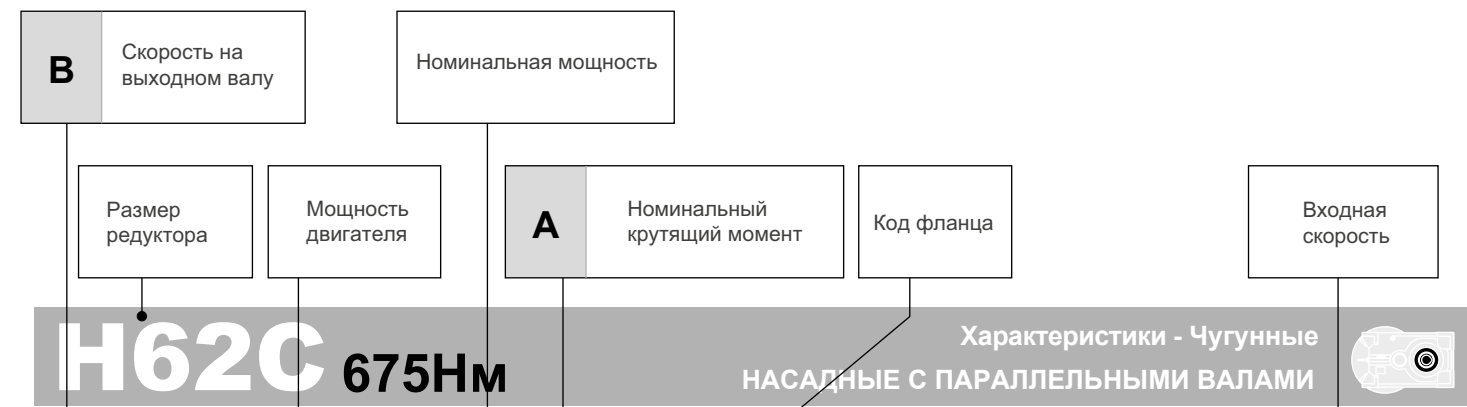 B
Скорость на
выходном валу
Номинальная мощность
Размер
редуктора
Мощность
двигателя
A
Номинальный
крутящий момент
Код фланца
Входная
скорость
H62C 675Нм
Характеристики - Чугунные
НАСАДНЫЕ С ПАРАЛЛЕЛЬНЫМИ ВАЛАМИ